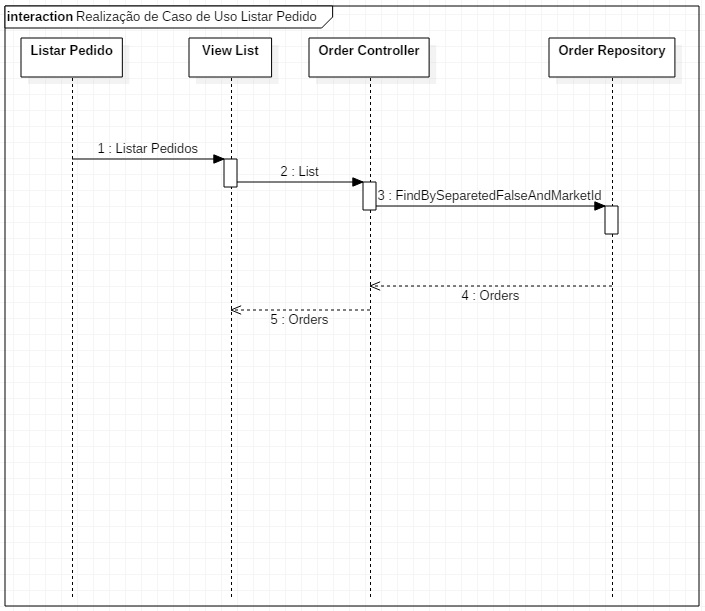 interaction Realização de Caso de Uso Listar Pedido
Listar Pedido
View List
Order Controller
Order Repository
1 : Listar Pedidos
2 : List
3 : FindBySeparetedFalseAndMarketId
4 : Orders
5 : Orders